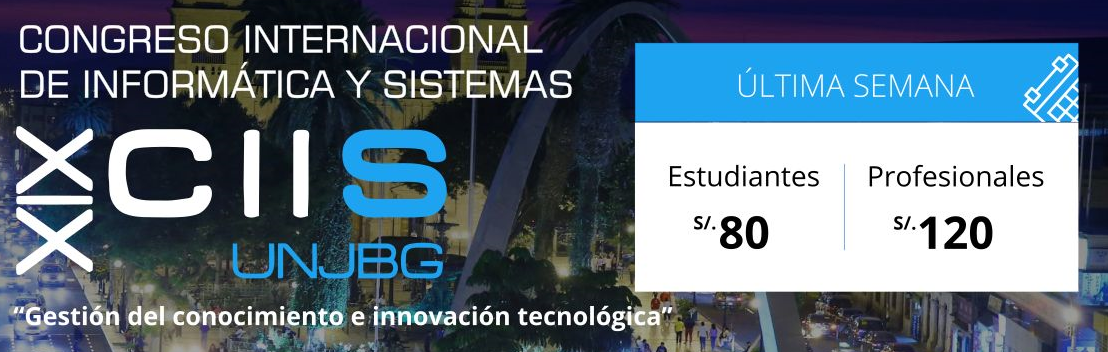 CONGRESO INTERNACIONAL
DE INFORMÁTICA Y SISTEMAS
XIX CIIS
UNJBG
“Gestión del conocimiento e innovación tecnológica”
ÚLTIMA SEMANA
Estudiantes
S/.80
Profesionales
S/.120